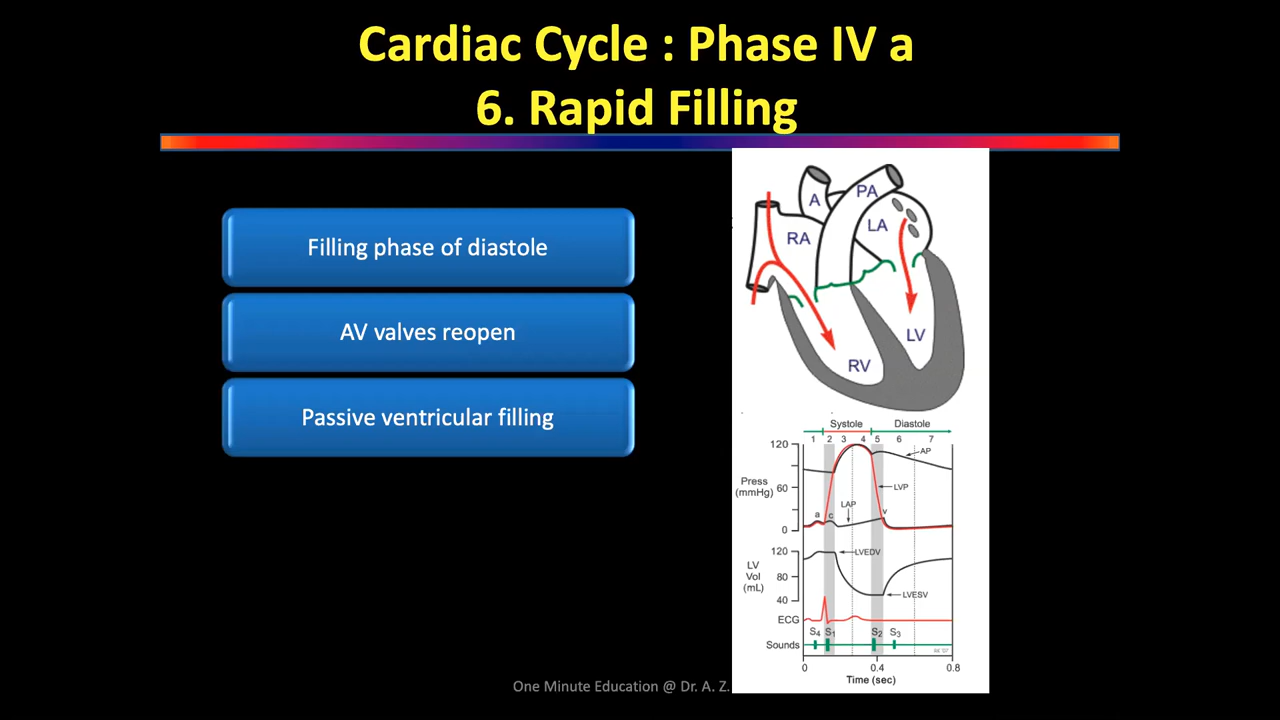 Cardiac Cycle : Phase IV a
6. Rapid Filling
Filling phase of diastole
AV valves reopen
Passive ventricular filling
A
PA
RA
LA
LV
RV
Systole
Diastole
1 2 3 4 5 6 7
120
60
0
Press
(mmHg)
AP
LVP
LAP
a c v
120
80
40
LV
Vol
(mL)
LVEDV
LVESV
ECG
S4 S1 S2 S3
Sounds
0 0.4 0.8
Time (sec)
One Minute Education @ Dr. A. Z.